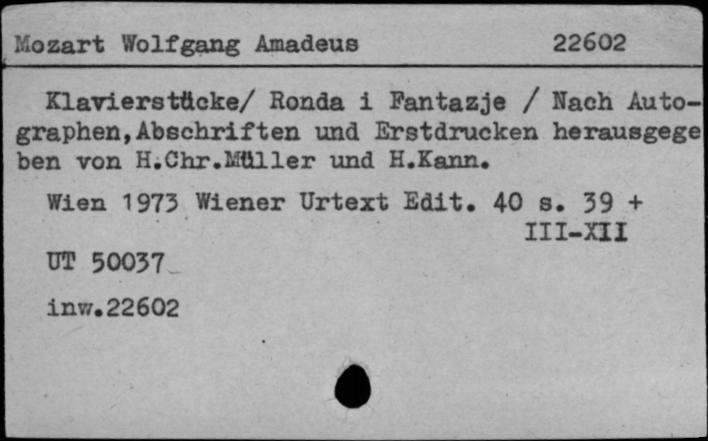 Mozart Wolfgang Amadeus 22602
Klavierstücke/ Ronda i Fantazje / Nach Auto-
graphen,Abschriften und Erstdrucken herausgege
ben von H.Chr.Müller und H.Kann.
Wien 1973 Wiener Urtext Edit. 40 s. 39 +
III-XII
UT 50037
inw.22602